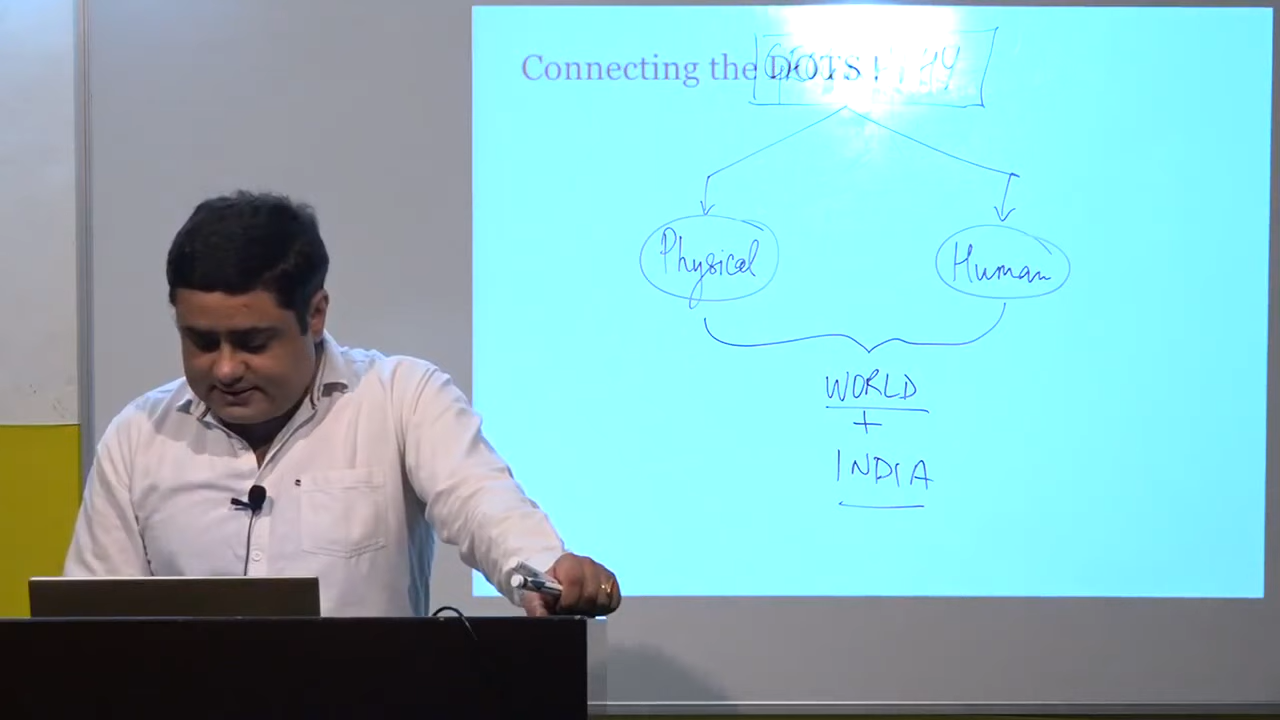 Connecting the DOTS !
Physical
Human
WORLD
+
INDIA